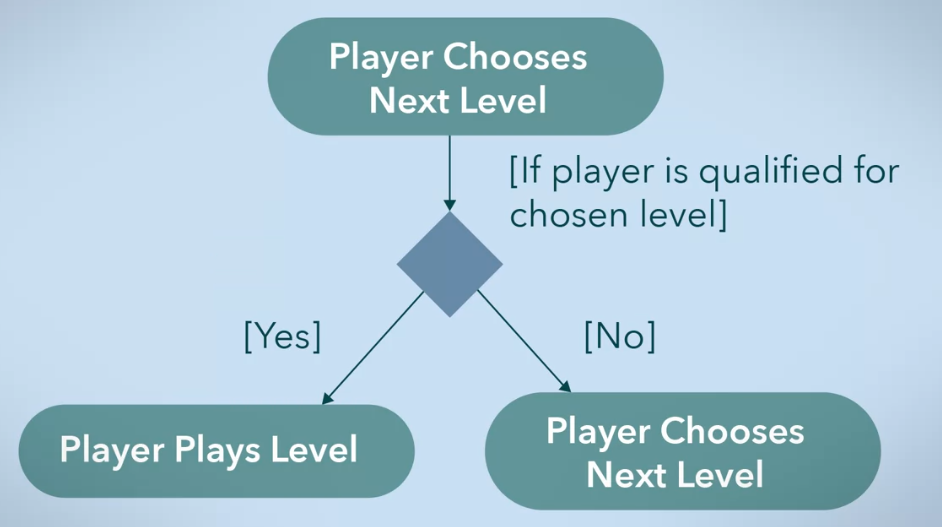 Player Chooses
Next Level
[If player is qualified for
chosen level]
[Yes]
[No]
Player Plays Level
Player Chooses
Next Level